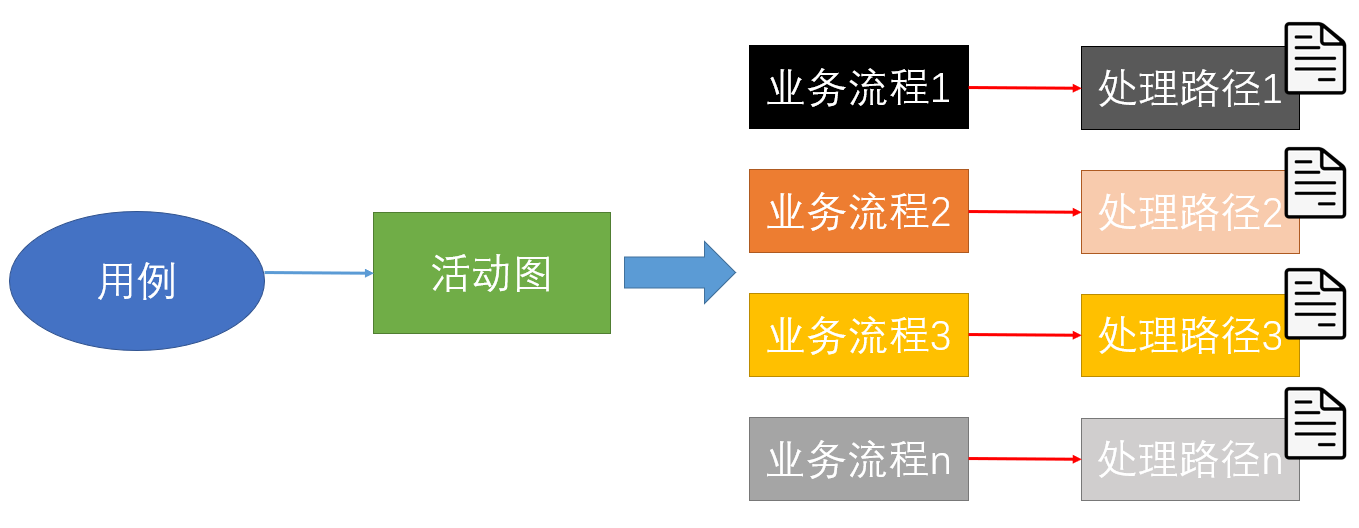 用例
活动图
业务流程1
处理路径1
业务流程2
处理路径2
业务流程3
处理路径3
业务流程n
处理路径n